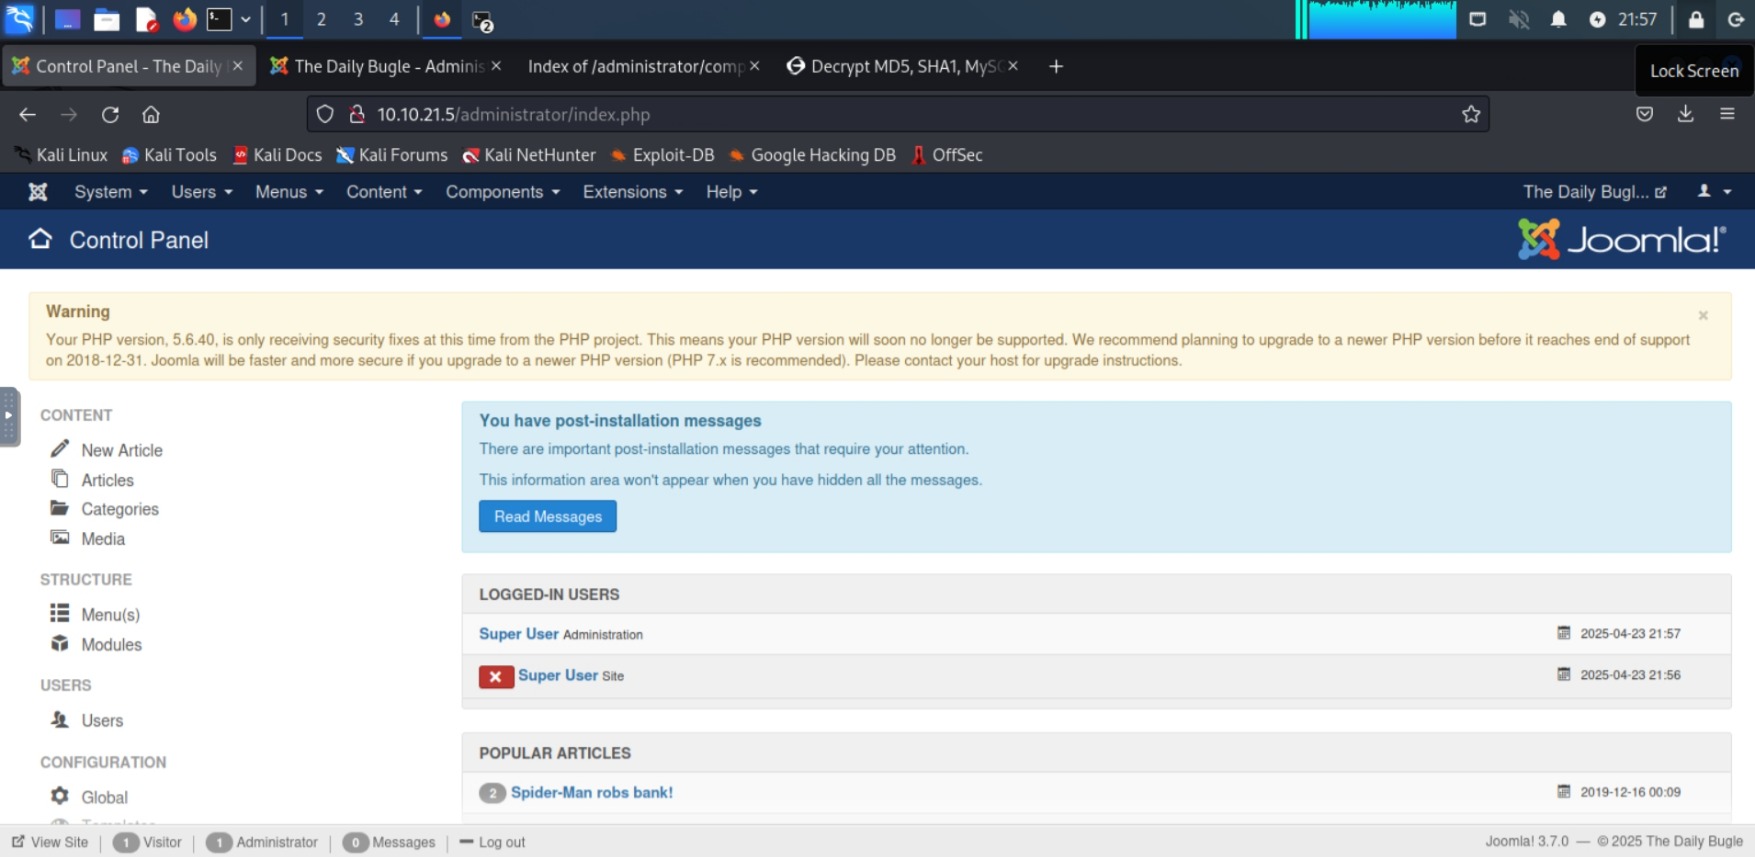 1 2 3 4 2 21:57
Control Panel - The Daily The Daily Bugle - Adminis Index of /administrator/comp Decrypt MD5, SHA1, MyS Lock Screen
10.10.21.5/administrator/index.php
Kali Linux Kali Tools Kali Docs Kali Forums Kali NetHunter Exploit-DB Google Hacking DB OffSec
System Users Menus Content Components Extensions Help The Daily Bugl...
Control Panel Joomla!®
Warning
Your PHP version, 5.6.40, is only receiving security fixes at this time from the PHP project. This means your PHP version will soon no longer be supported. We recommend planning to upgrade to a newer PHP version before it reaches end of support
on 2018-12-31. Joomla will be faster and more secure if you upgrade to a newer PHP version (PHP 7.x is recommended). Please contact your host for upgrade instructions.
CONTENT
New Article
Articles
Categories
Media
STRUCTURE
Menu(s)
Modules
USERS
Users
CONFIGURATION
Global
You have post-installation messages
There are important post-installation messages that require your attention.
This information area won't appear when you have hidden all the messages.
Read Messages
LOGGED-IN USERS
Super User Administration 2025-04-23 21:57
Super User Site 2025-04-23 21:56
POPULAR ARTICLES
2 Spider-Man robs bank! 2019-12-16 00:09
View Site 1 Visitor 1 Administrator 0 Messages Log out Joomla! 3.7.0 — © 2025 The Daily Bugle